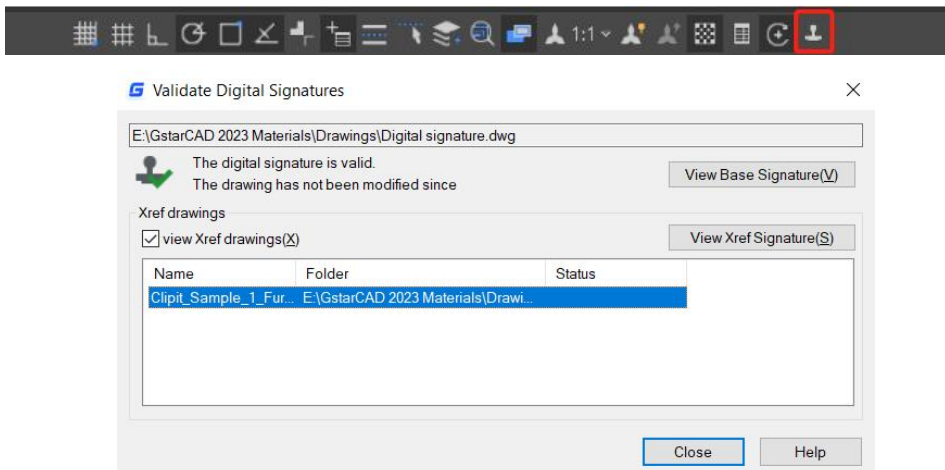 1:1
Validate Digital Signatures
E:\GstarCAD 2023 Materials\Drawings\Digital signature.dwg
The digital signature is valid.
The drawing has not been modified since
View Base Signature(V)
Xref drawings
view Xref drawings(X)
View Xref Signature(S)
Name Folder Status
Clipit_Sample_1_Fur... E:\GstarCAD 2023 Materials\Drawi...
Close Help